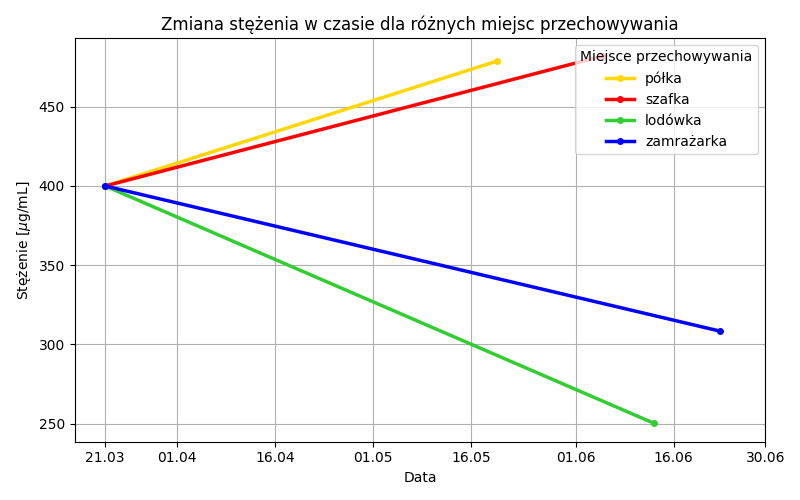 Zmiana stężenia w czasie dla różnych miejsc przechowywania
Stężenie [μg/mL]
450
400
350
300
250
Miejsce przechowywania
półka
szafka
lodówka
zamrażarka
21.03 01.04 16.04 01.05 16.05 01.06 16.06 30.06
Data